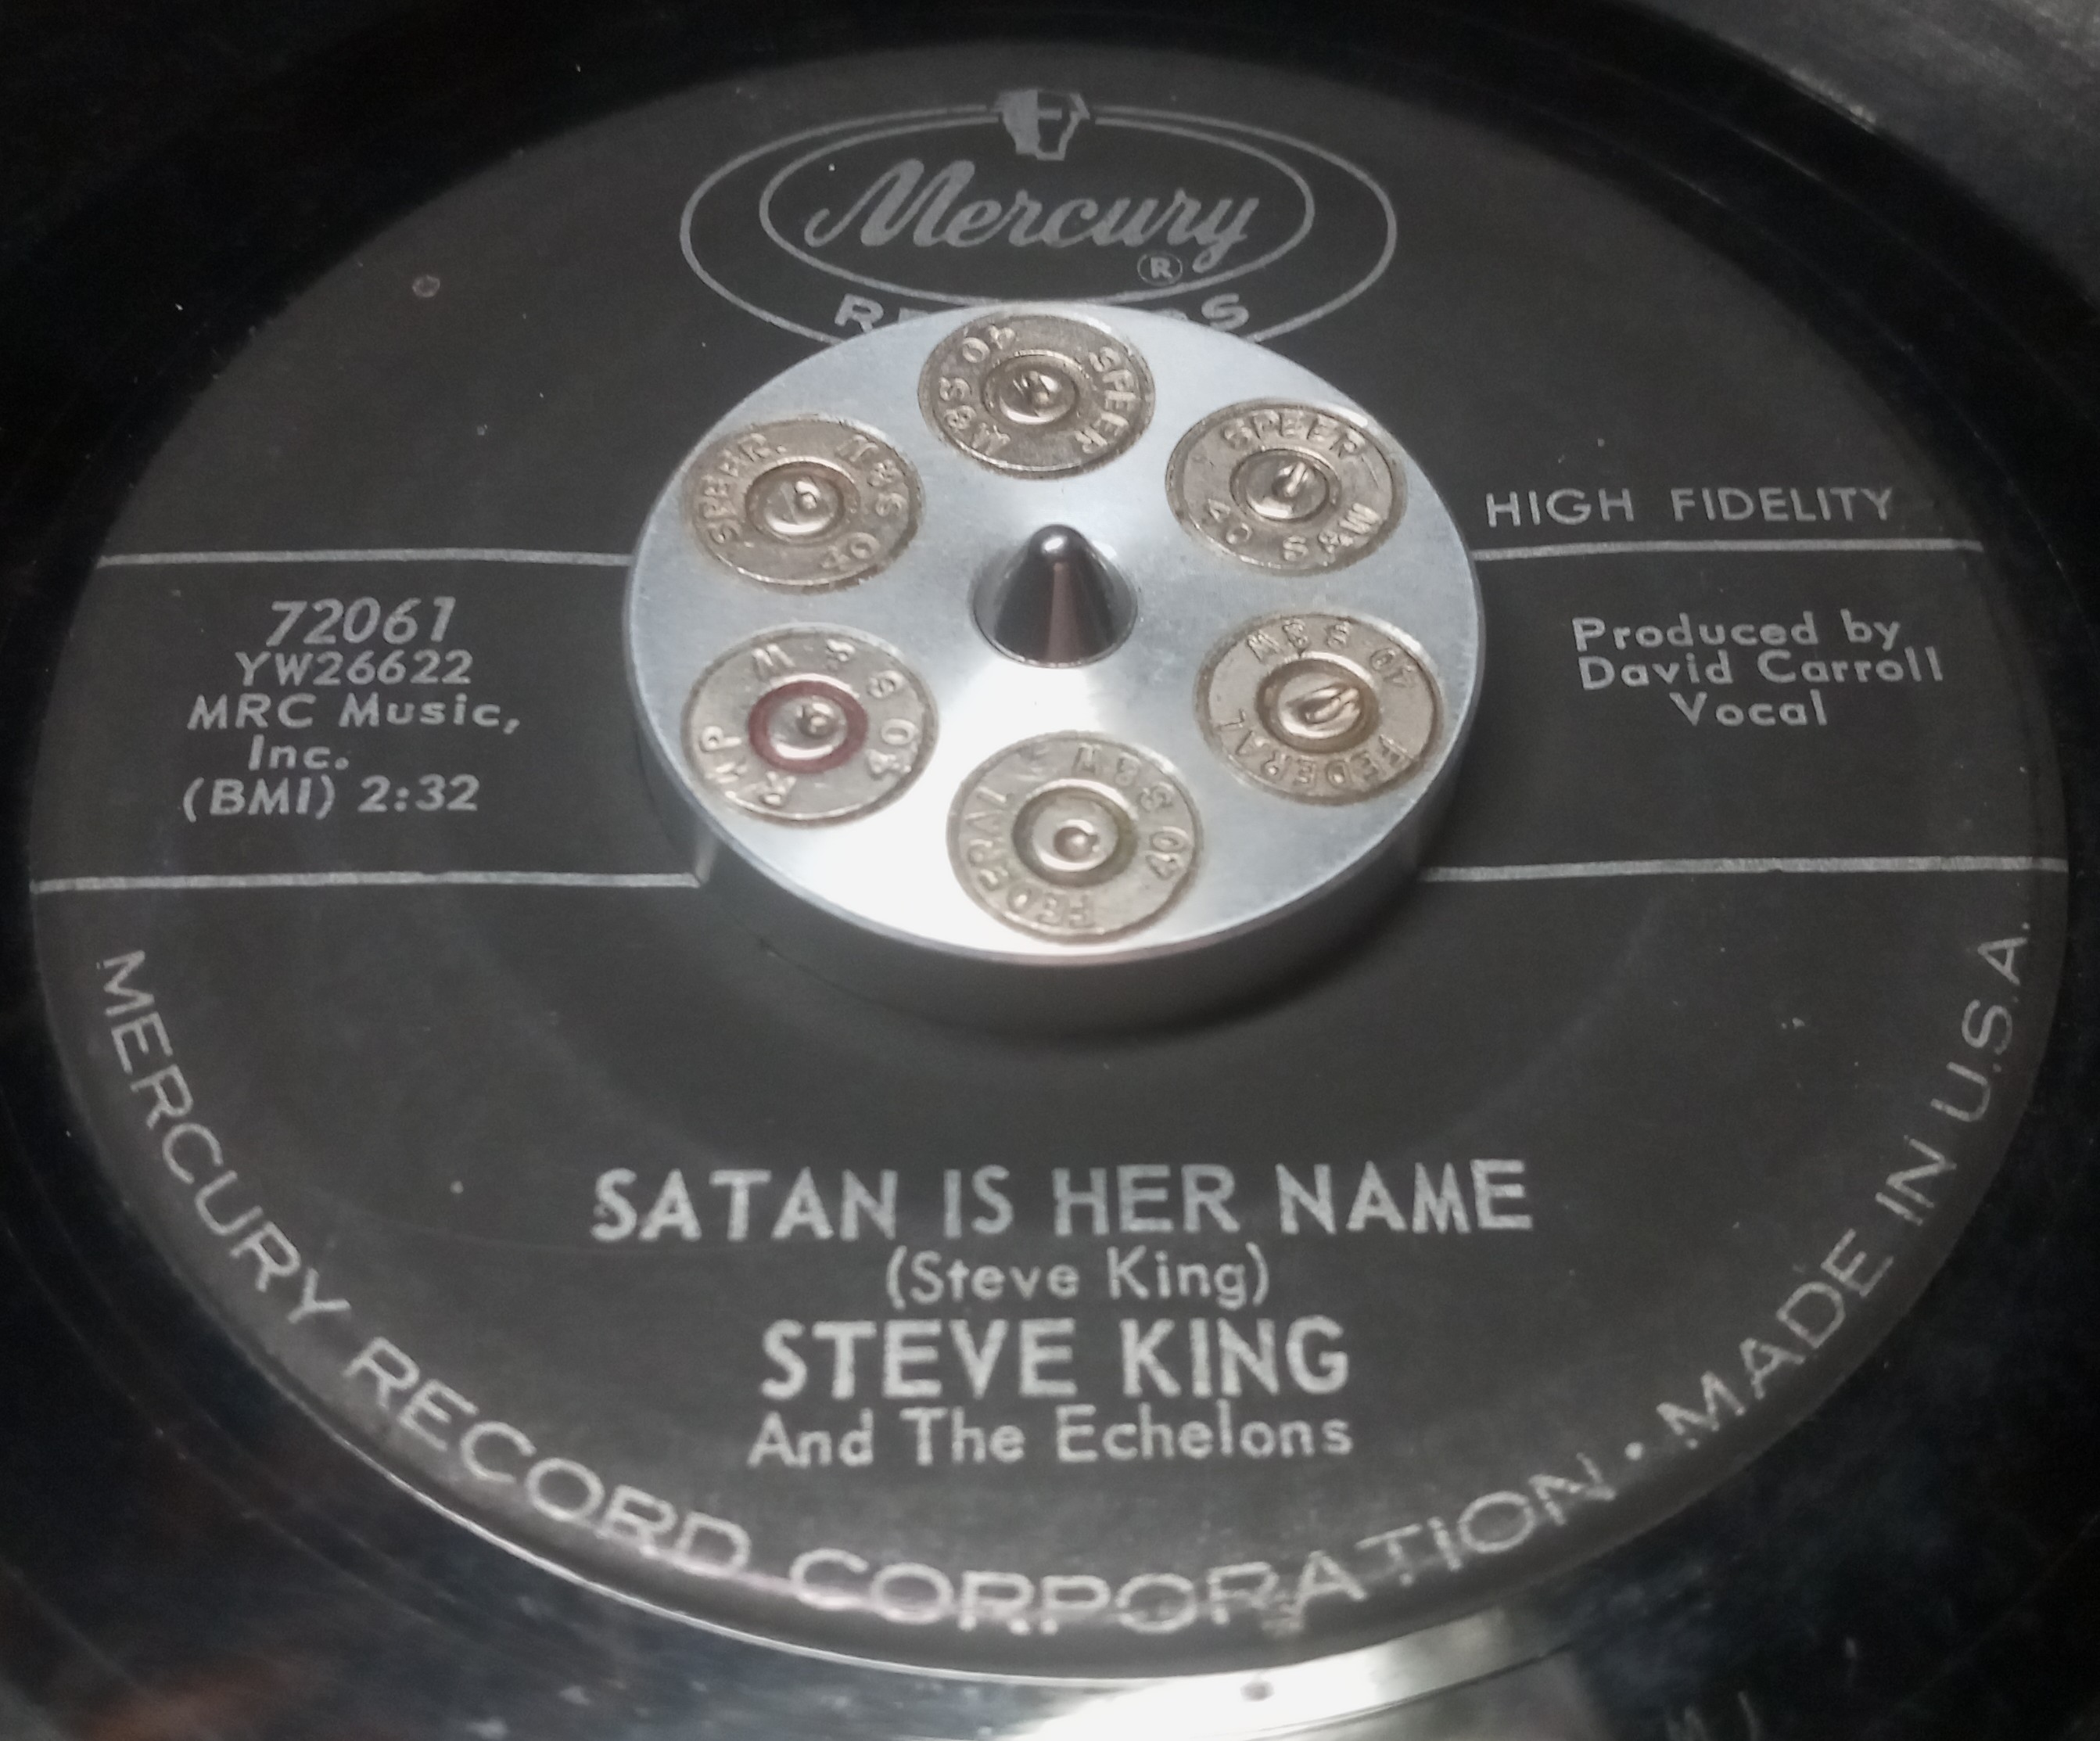 Mercury
®
HIGH FIDELITY
72061
YW26622
MRC Music,
Inc.
(BMI) 2:32
Produced by
David Carroll
Vocal
SPEER 40 S&W
SPEER 40 S&W
SPEER 40 S&W
FEDERAL 40 S&W
FEDERAL 40 S&W
R P 40 S & W
SATAN IS HER NAME
(Steve King)
STEVE KING
And The Echelons
MERCURY RECORD CORPORATION • MADE IN U.S.A.